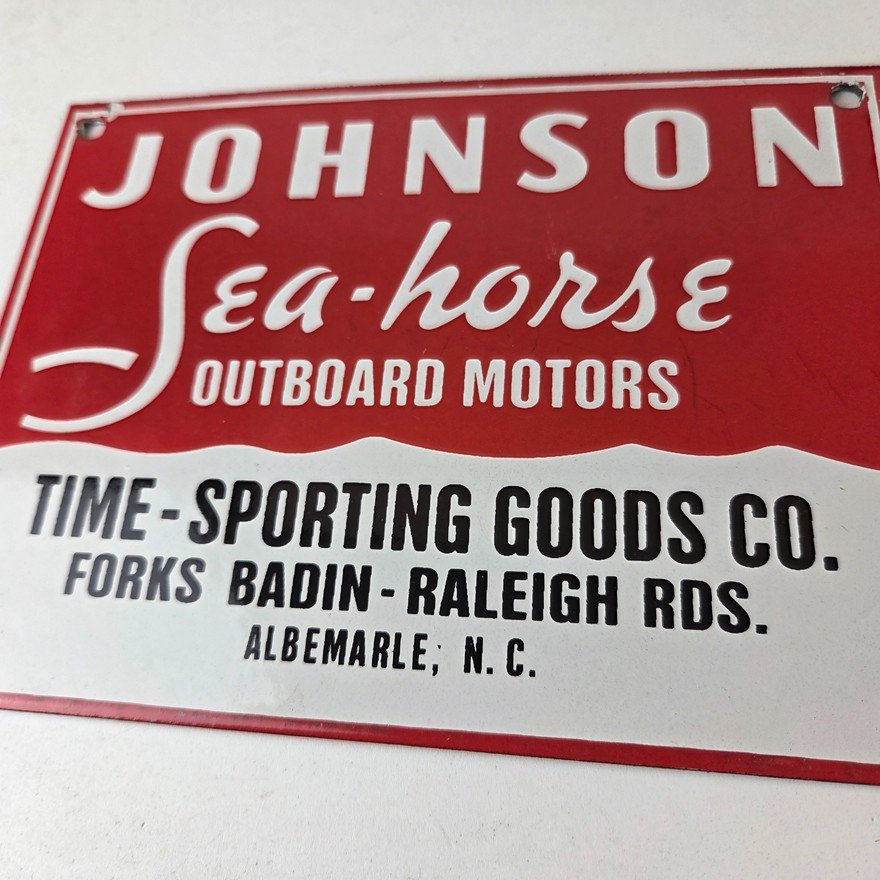 JOHNSON
Sea-horse
OUTBOARD MOTORS
TIME-SPORTING GOODS CO.
FORKS BADIN-RALEIGH RDS.
ALBEMARLE, N.C.